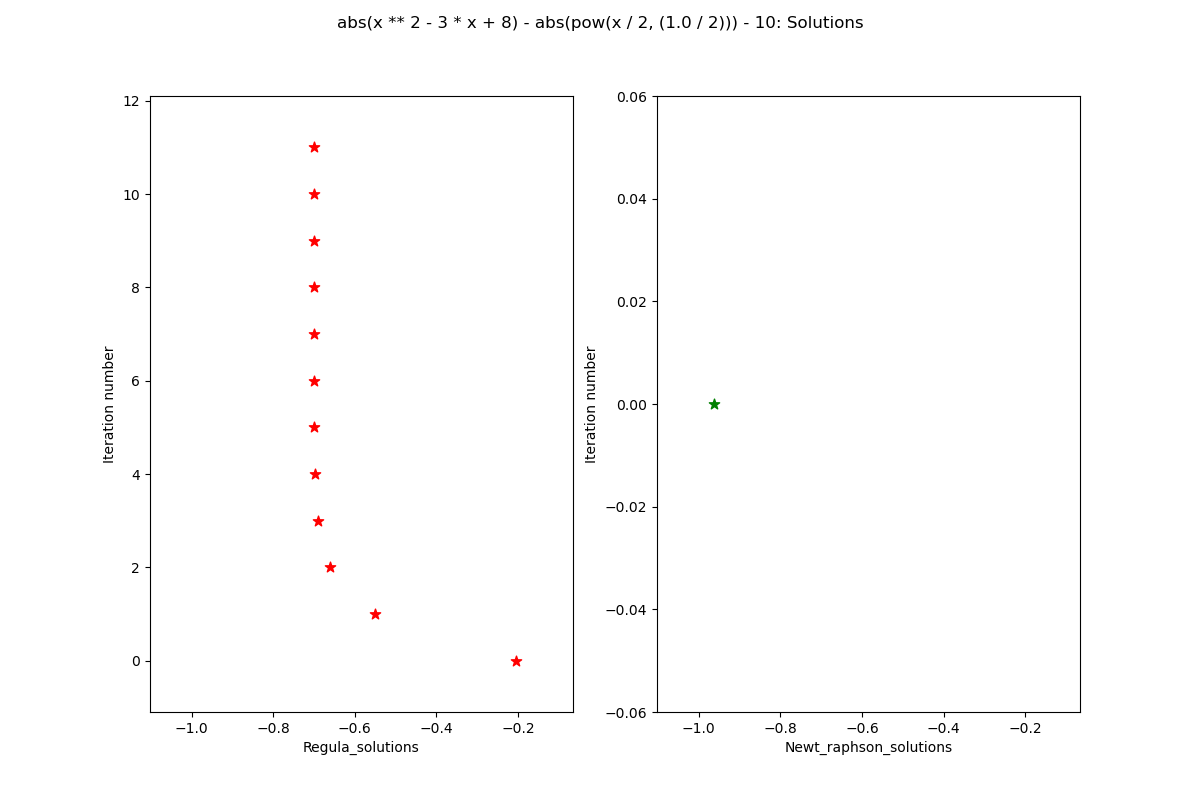 abs(x ** 2 - 3 * x + 8) - abs(pow(x / 2, (1.0 / 2))) - 10: Solutions
12
10
8
6
4
2
0
Iteration number
−1.0 −0.8 −0.6 −0.4 −0.2
Regula_solutions
0.06
0.04
0.02
0.00
−0.02
−0.04
−0.06
Iteration number
−1.0 −0.8 −0.6 −0.4 −0.2
Newt_raphson_solutions